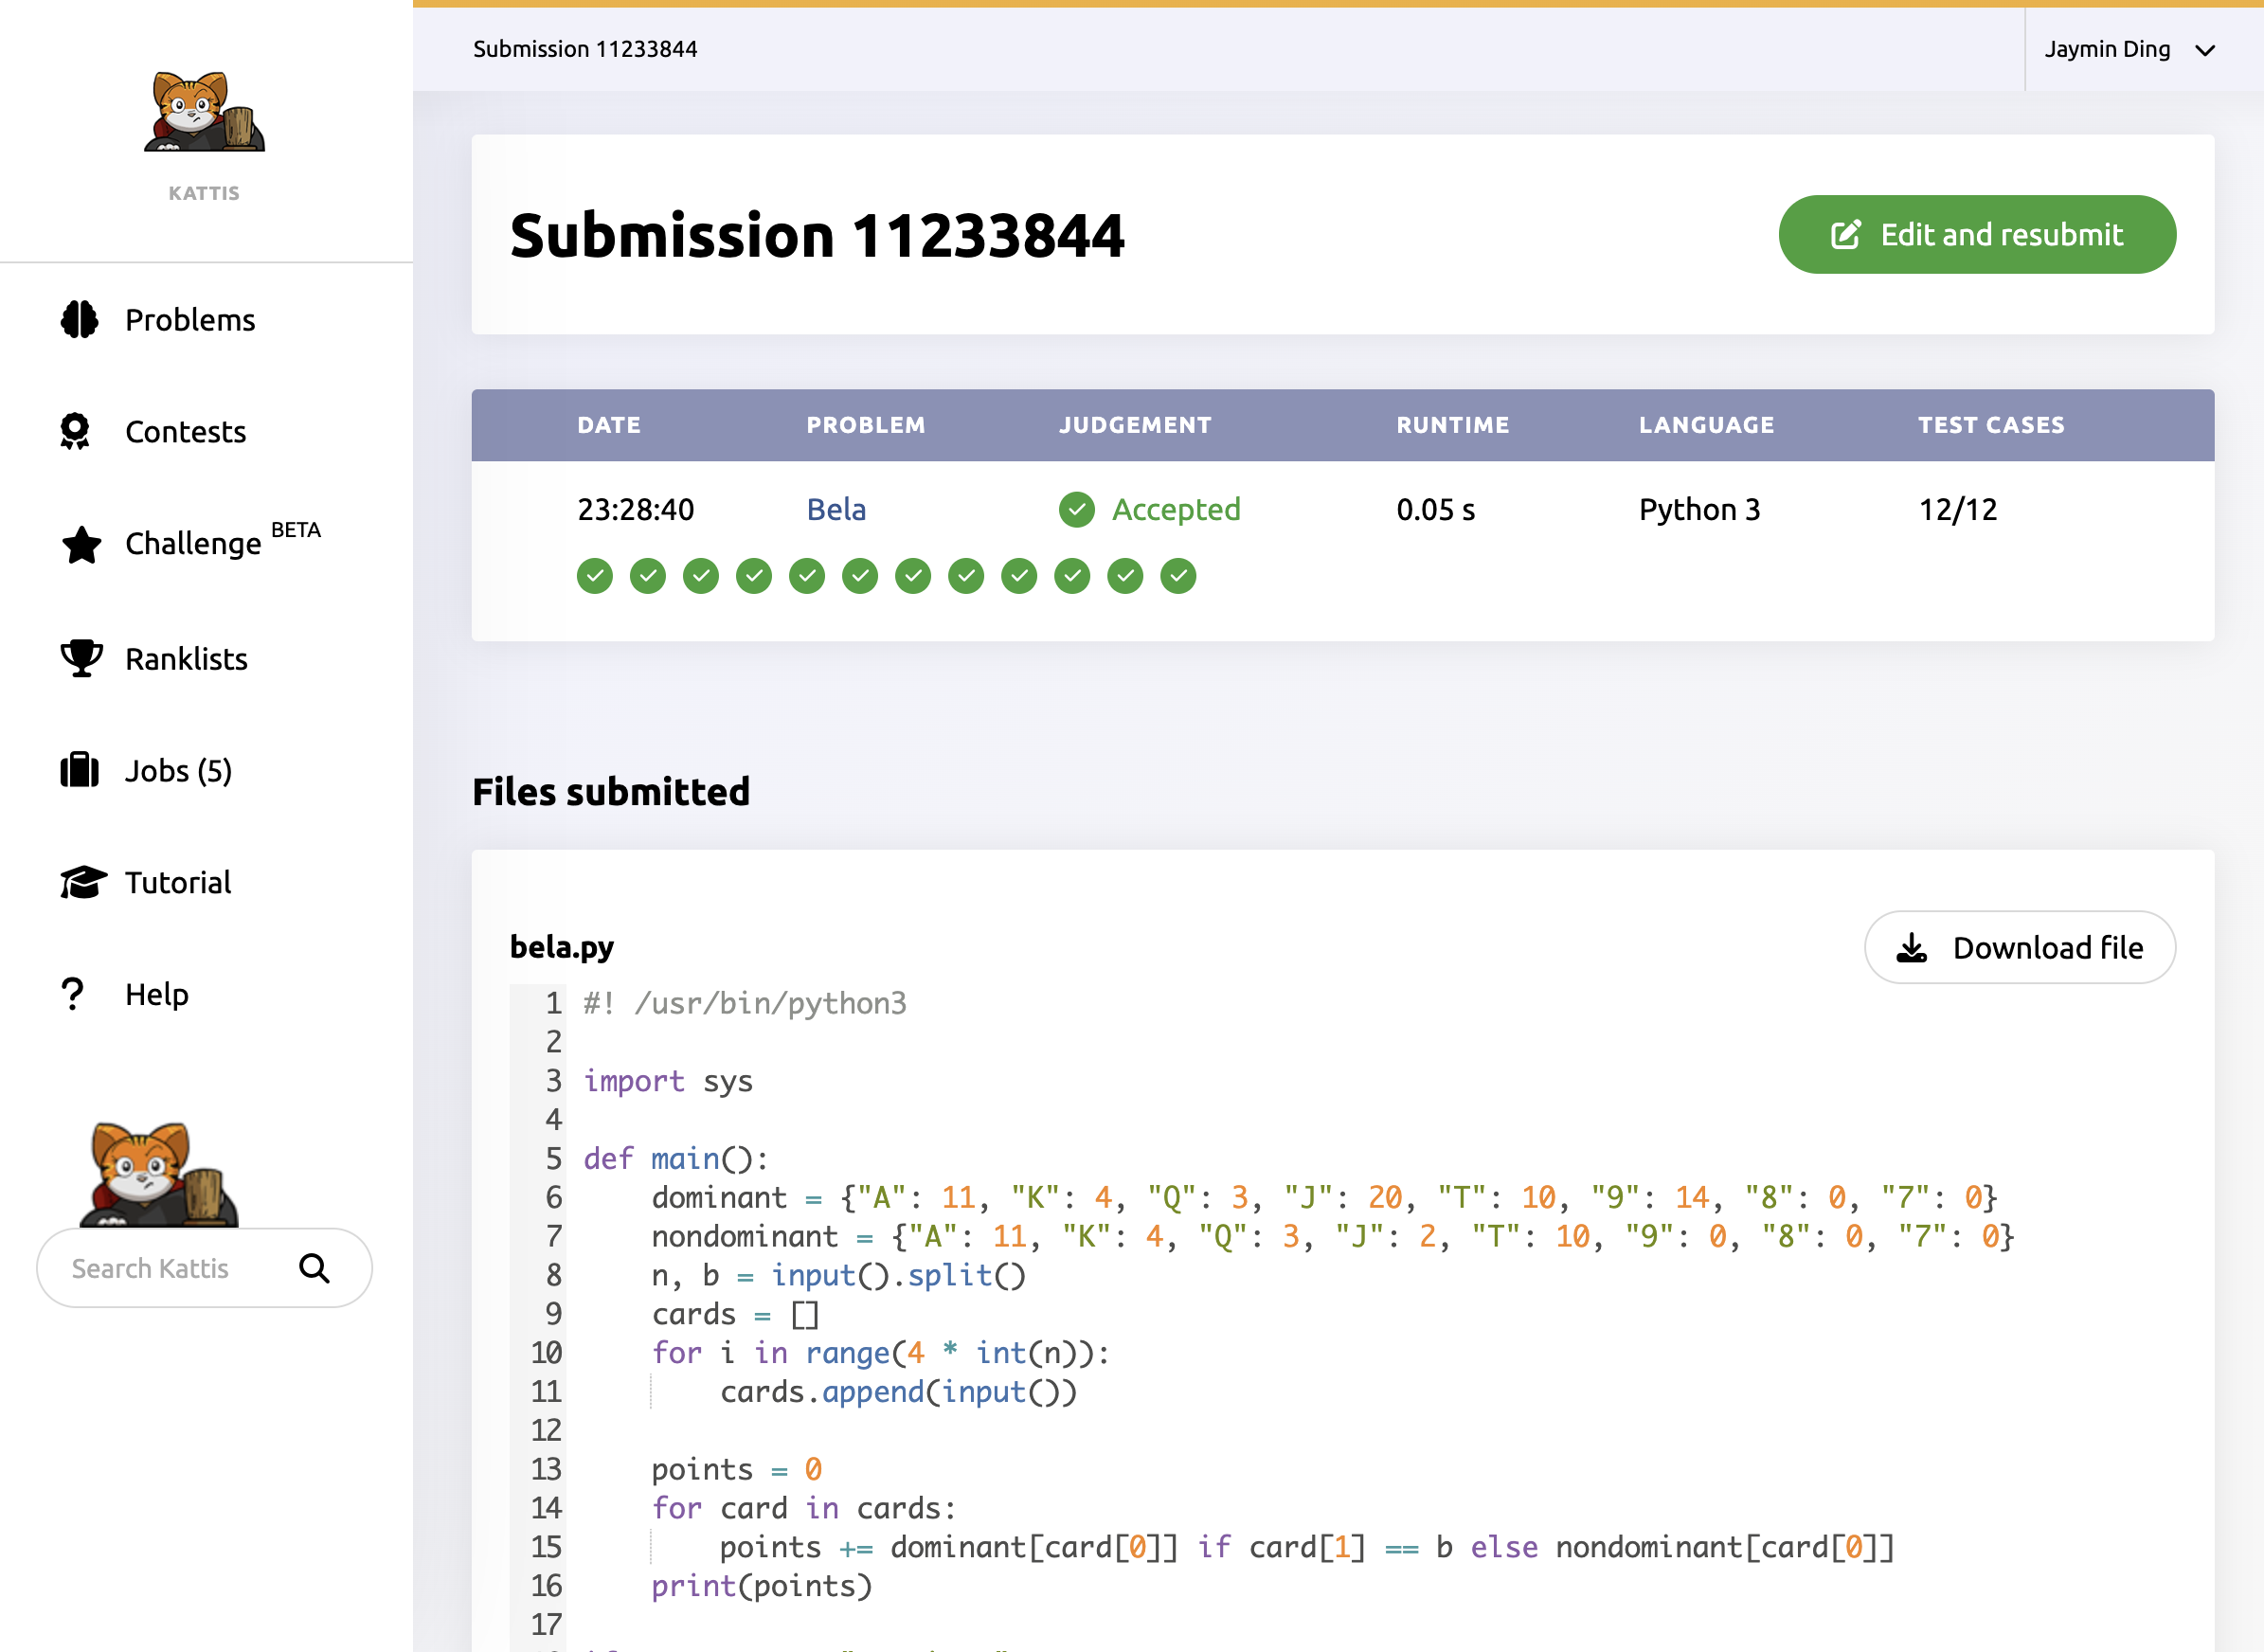 Submission 11233844
Jaymin Ding
KATTIS
Problems
Contests
Challenge BETA
Ranklists
Jobs (5)
Tutorial
Help
Search Kattis
Submission 11233844
Edit and resubmit
DATE PROBLEM JUDGEMENT RUNTIME LANGUAGE TEST CASES
23:28:40 Bela Accepted 0.05 s Python 3 12/12
Files submitted
bela.py
Download file
1 #! /usr/bin/python3
2
3 import sys
4
5 def main():
6     dominant = {"A": 11, "K": 4, "Q": 3, "J": 20, "T": 10, "9": 14, "8": 0, "7": 0}
7     nondominant = {"A": 11, "K": 4, "Q": 3, "J": 2, "T": 10, "9": 0, "8": 0, "7": 0}
8     n, b = input().split()
9     cards = []
10     for i in range(4 * int(n)):
11         cards.append(input())
12
13     points = 0
14     for card in cards:
15         points += dominant[card[0]] if card[1] == b else nondominant[card[0]]
16     print(points)
17